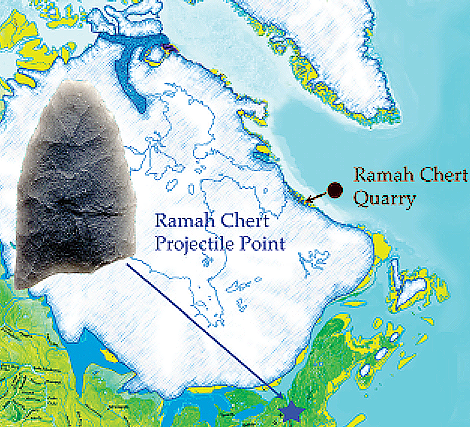 Ramah Chert
Quarry
Ramah Chert
Projectile Point